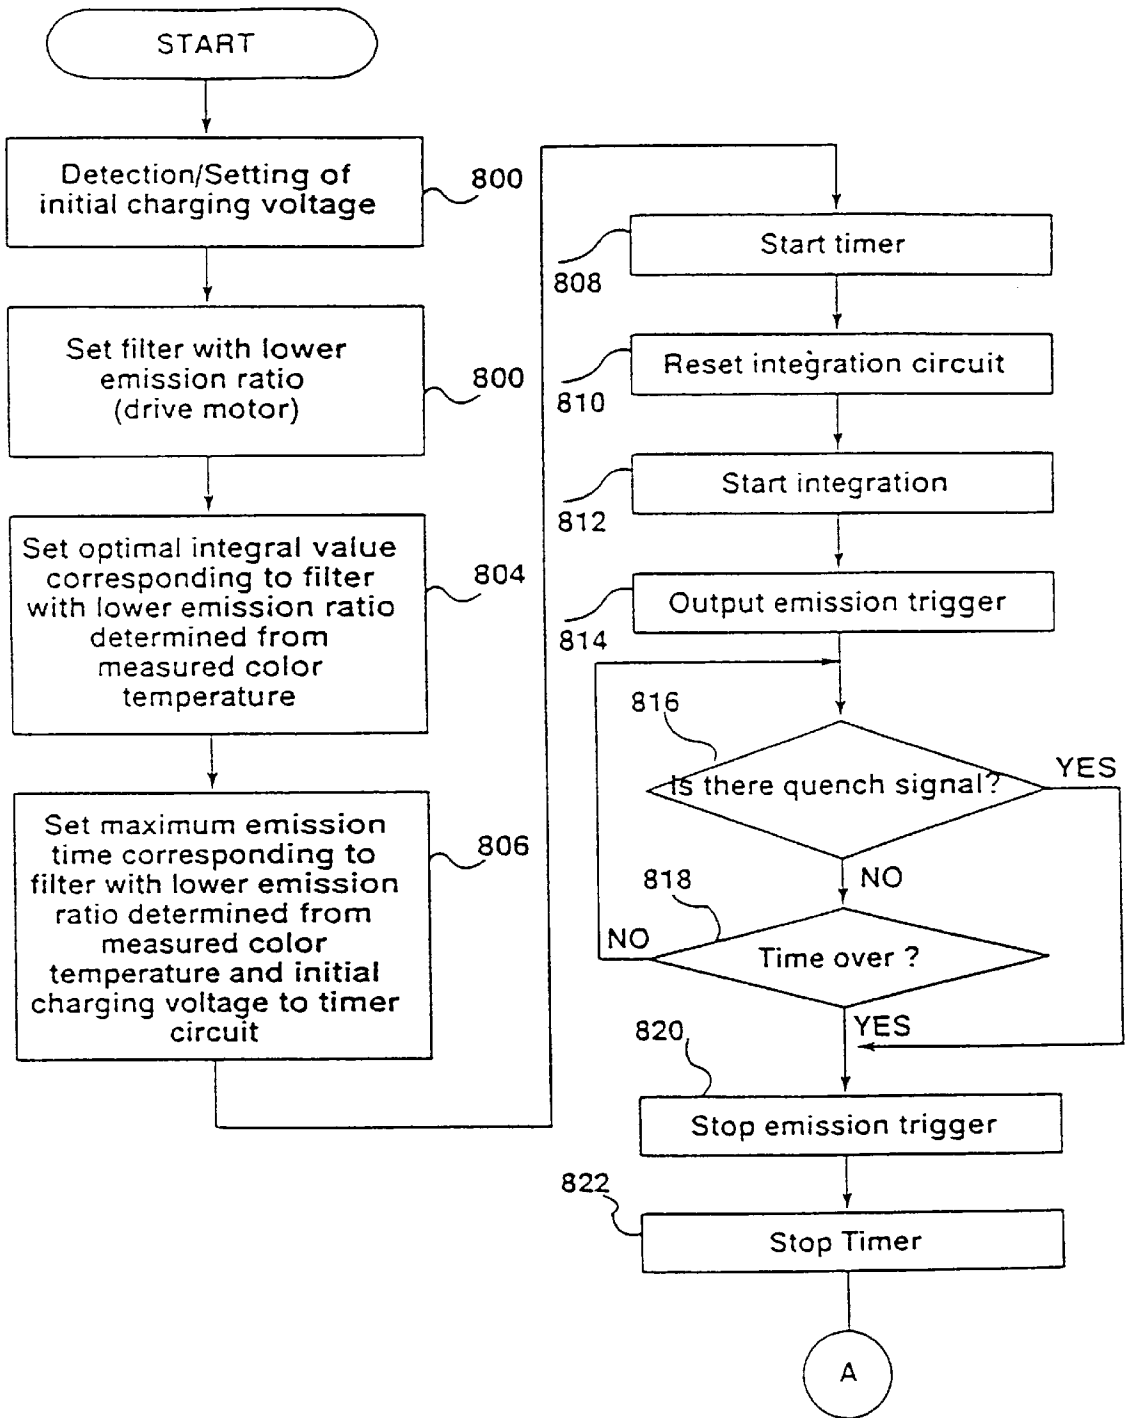 START
Detection/Setting of
initial charging voltage
800
Set filter with lower
emission ratio
(drive motor)
800
Set optimal integral value
corresponding to filter
with lower emission ratio
determined from
measured color
temperature
804
Set maximum emission
time corresponding to
filter with lower emission
ratio determined from
measured color
temperature and initial
charging voltage to timer
circuit
806
Start timer
808
Reset integration circuit
810
Start integration
812
Output emission trigger
814
816
Is there quench signal?
YES
NO
818
NO
Time over ?
YES
820
Stop emission trigger
822
Stop Timer
A